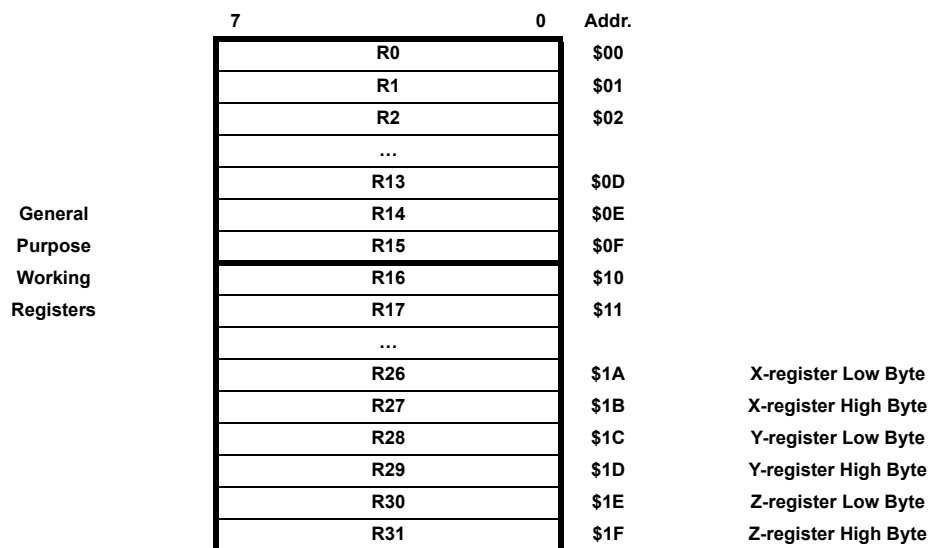 7 0 Addr.
R0 $00
R1 $01
R2 $02
…
R13 $0D
General R14 $0E
Purpose R15 $0F
Working R16 $10
Registers R17 $11
…
R26 $1A X-register Low Byte
R27 $1B X-register High Byte
R28 $1C Y-register Low Byte
R29 $1D Y-register High Byte
R30 $1E Z-register Low Byte
R31 $1F Z-register High Byte